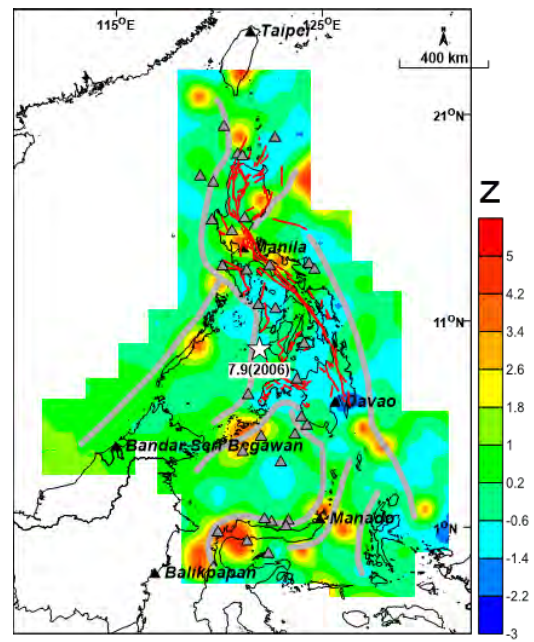 115°E
125°E
Taipei
N
400 km
21°N
Z
Manila
5
4.2
3.4
11°N
2.6
7.9(2006)
1.8
Davao
1
Bandar Seri Begawan
0.2
-0.6
Manado
1°N
-1.4
Balikpapan
-2.2
-3